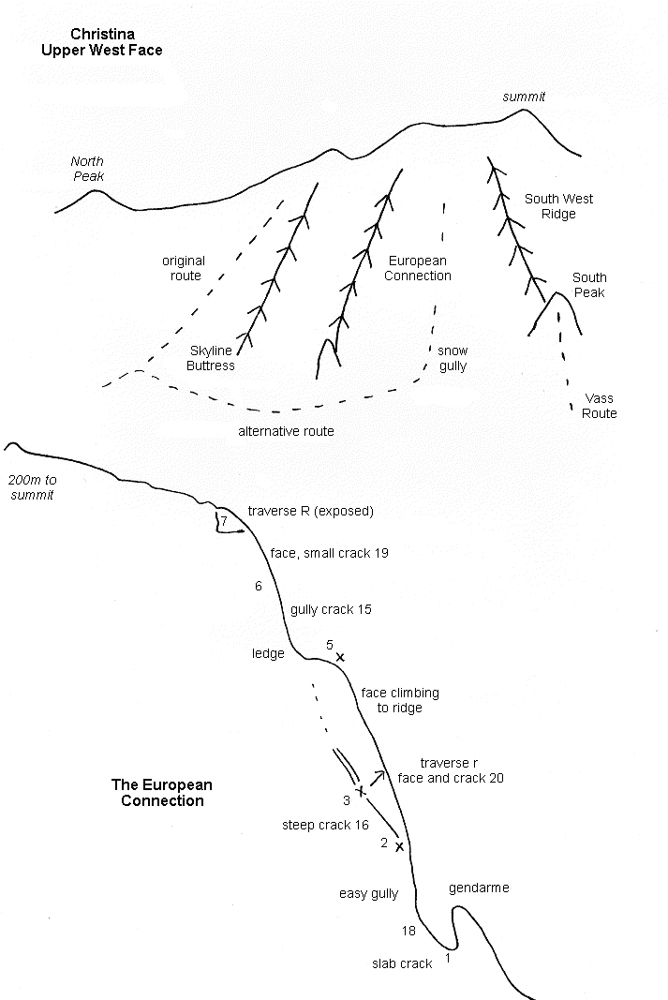 Christina
Upper West Face
summit
North
Peak
South West
Ridge
original
route
European
Connection
South
Peak
Skyline
Buttress
snow
gully
Vass
Route
alternative route
200m to
summit
traverse R (exposed)
7
face, small crack 19
6
gully crack 15
5
ledge
face climbing
to ridge
traverse r
face and crack 20
The European
Connection
3
steep crack 16
2
easy gully
gendarme
18
1
slab crack